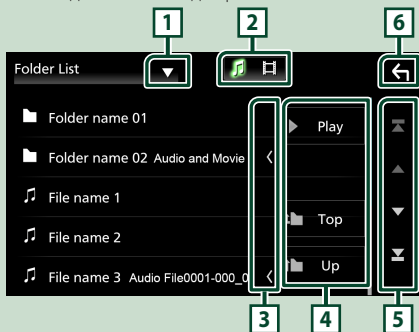 1 2 6
Folder List
Folder name 01
Play
Folder name 02 Audio and Movie
File name 1
File name 2
Top
File name 3 Audio File0001-000_0
Up
3 4 5